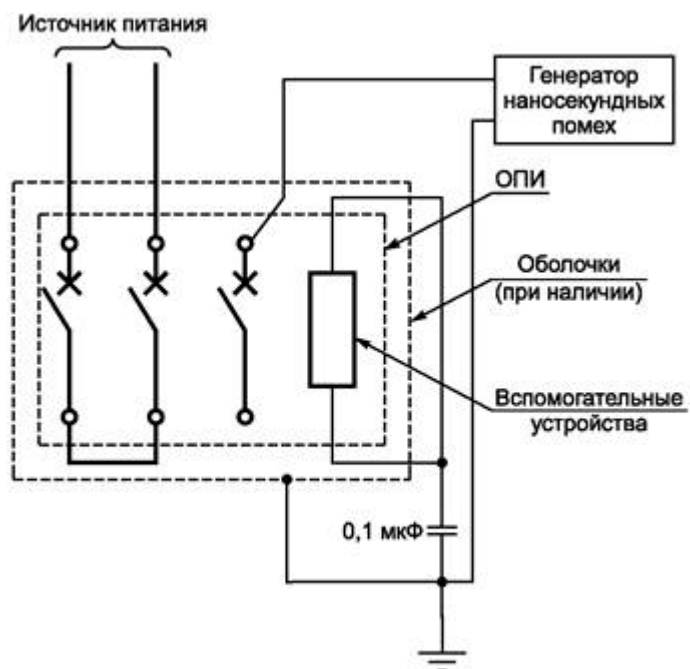 Источник питания
Генератор
наносекундных
помех
ОПИ
Оболочки
(при наличии)
Вспомогательные
устройства
0,1 мкФ